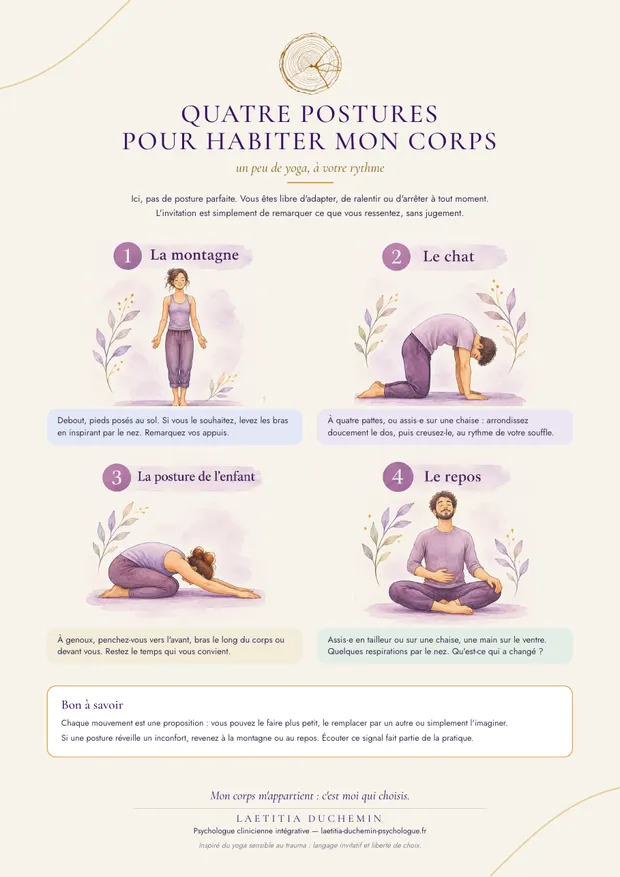 QUATRE POSTURES
POUR HABITER MON CORPS
un peu de yoga, à votre rythme
Ici, pas de posture parfaite. Vous êtes libre d'adapter, de ralentir ou d'arrêter à tout moment.
L'invitation est simplement de remarquer ce que vous ressentez, sans jugement.
1 La montagne
2 Le chat
Debout, pieds posés au sol. Si vous le souhaitez, levez les bras
en inspirant par le nez. Remarquez vos appuis.
À quatre pattes, ou assis·e sur une chaise : arrondissez
doucement le dos, puis creusez-le, au rythme de votre souffle.
3 La posture de l'enfant
4 Le repos
À genoux, penchez-vous vers l'avant, bras le long du corps ou
devant vous. Restez le temps qui vous convient.
Assis·e en tailleur ou sur une chaise, une main sur le ventre.
Quelques respirations par le nez. Qu'est-ce qui a changé ?
Bon à savoir
Chaque mouvement est une proposition : vous pouvez le faire plus petit, le remplacer par un autre ou simplement l'imaginer.
Si une posture réveille un inconfort, revenez à la montagne ou au repos. Écouter ce signal fait partie de la pratique.
Mon corps m'appartient : c'est moi qui choisis.
LAETITIA DUCHEMIN
Psychologue clinicienne intégrative — laetitia-duchemin-psychologue.fr
Inspiré du yoga sensible au trauma : langage invitatif et liberté de choix.